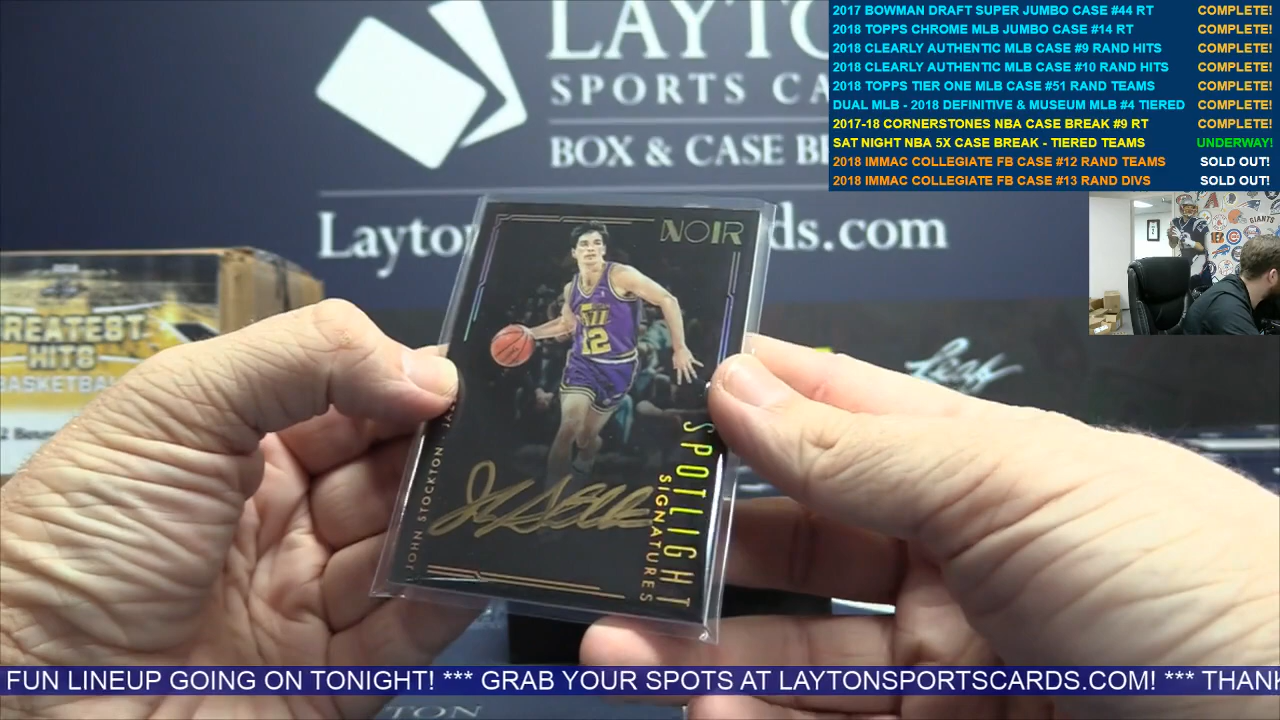 LAYTO
SPORTS CA
BOX & CASE B
Layto ds.com
2017 BOWMAN DRAFT SUPER JUMBO CASE #44 RT COMPLETE!
2018 TOPPS CHROME MLB JUMBO CASE #14 RT COMPLETE!
2018 CLEARLY AUTHENTIC MLB CASE #9 RAND HITS COMPLETE!
2018 CLEARLY AUTHENTIC MLB CASE #10 RAND HITS COMPLETE!
2018 TOPPS TIER ONE MLB CASE #51 RAND TEAMS COMPLETE!
DUAL MLB - 2018 DEFINITIVE & MUSEUM MLB #4 TIERED COMPLETE!
2017-18 CORNERSTONES NBA CASE BREAK #9 RT COMPLETE!
SAT NIGHT NBA 5X CASE BREAK - TIERED TEAMS UNDERWAY!
2018 IMMAC COLLEGIATE FB CASE #12 RAND TEAMS SOLD OUT!
2018 IMMAC COLLEGIATE FB CASE #13 RAND DIVS SOLD OUT!
GIANTS
REATEST
HITS
BASKETBAL
Leaf
NOIR
JAZZ
12
JOHN STOCKTON
SPOTLIGHT
SIGNATURES
FUN LINEUP GOING ON TONIGHT! *** GRAB YOUR SPOTS AT LAYTONSPORTSCARDS.COM! *** THANK
YTON